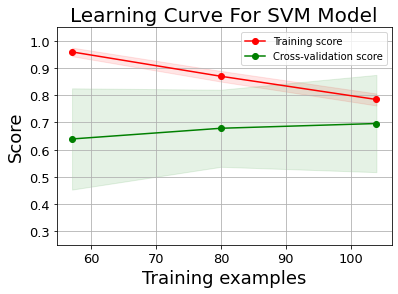 Learning Curve For SVM Model
Training score
Cross-validation score
Score
1.0
0.9
0.8
0.7
0.6
0.5
0.4
0.3
60 70 80 90 100
Training examples